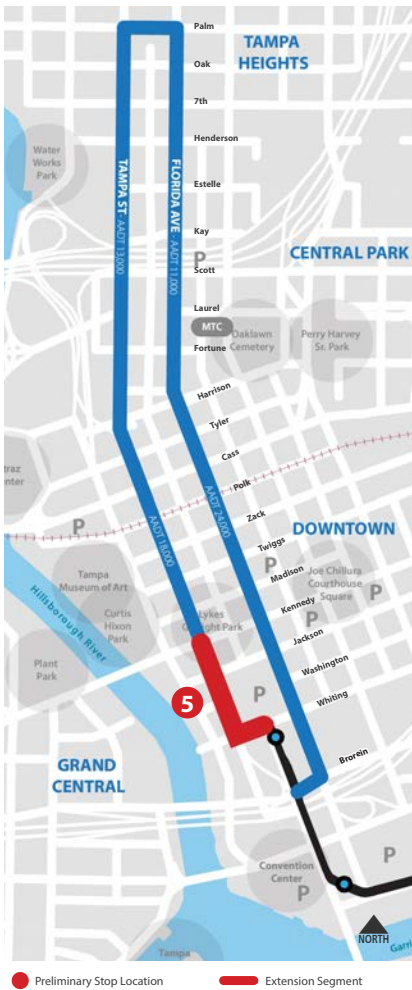 Palm
TAMPA
HEIGHTS
Oak
7th
Henderson
Water
Works
Park
Estelle
TAMPA ST - AADT 13,000
FLORIDA AVE - AADT 11,000
Kay
P
CENTRAL PARK
Scott
Laurel
MTC
Oaklawn
Cemetery
Perry Harvey
Sr. Park
Fortune
Harrison
Tyler
Cass
Polk
AADT 24,000
AADT 18,000
Zack
P
DOWNTOWN
Twiggs
P
Madison
Joe Chillura
Courthouse
Square
P
Tampa
Museum of Art
Kennedy
P
Curtis
Hixon
Park
Lykes
Jackson
Hillsborough River
Plant
Park
Washington
P
Whiting
5
GRAND
CENTRAL
Brorein
P
Convention
Center
P
NORTH
Tampa
Garri
Preliminary Stop Location
Extension Segment